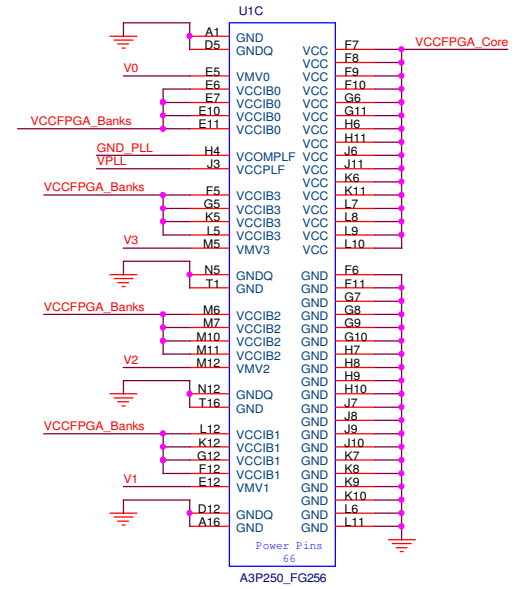 U1C
A1 GND
D5 GNDQ VCC F7 VCCFPGA_Core
VCC F8
V0 E5 VMV0 VCC F9
E6 VCCIB0 VCC F10
E7 VCCIB0 VCC G6
E10 VCCIB0 VCC G11
VCCFPGA_Banks E11 VCCIB0 VCC H6
VCC H11
GND_PLL H4 VCOMPLF VCC J6
VPLL J3 VCCPLF VCC J11
VCC K6
VCCFPGA_Banks F5 VCCIB3 VCC K11
G5 VCCIB3 VCC L7
K5 VCCIB3 VCC L8
L5 VCCIB3 VCC L9
V3 M5 VMV3 VCC L10
N5 GNDQ GND F6
T1 GND GND F11
GND G7
VCCFPGA_Banks M6 VCCIB2 GND G8
M7 VCCIB2 GND G9
M10 VCCIB2 GND G10
M11 VCCIB2 GND H7
V2 M12 VMV2 GND H8
GND H9
N12 GNDQ GND H10
T16 GND GND J7
GND J8
VCCFPGA_Banks L12 VCCIB1 GND J9
K12 VCCIB1 GND J10
G12 VCCIB1 GND K7
F12 VCCIB1 GND K8
V1 E12 VMV1 GND K9
GND K10
D12 GNDQ GND L6
A16 GND GND L11
Power Pins
66
A3P250_FG256